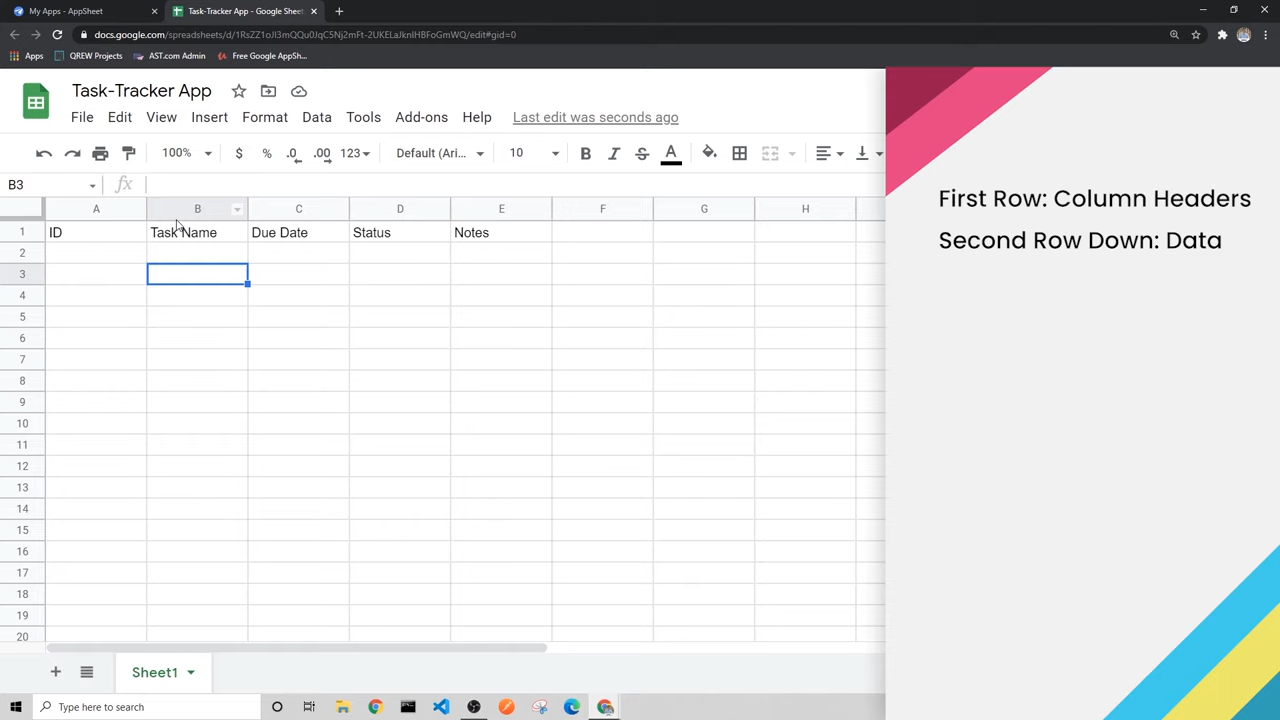 My Apps - AppSheet
Task-Tracker App - Google Sheet
docs.google.com/spreadsheets/d/1RsZZ1oJI3mQQu0JqC5Nj2mFt-2UKELaJknIHBFoGmWQ/edit#gid=0
Apps QREW Projects AST.com Admin Free Google AppSh...
Task-Tracker App
File Edit View Insert Format Data Tools Add-ons Help Last edit was seconds ago
100% $ % .0 .00 123 Default (Ari... 10 B I S A
B3 fx
A B C D E F G H
1 ID Task Name Due Date Status Notes
2
3
4
5
6
7
8
9
10
11
12
13
14
15
16
17
18
19
20
Sheet1
Type here to search
First Row: Column Headers
Second Row Down: Data